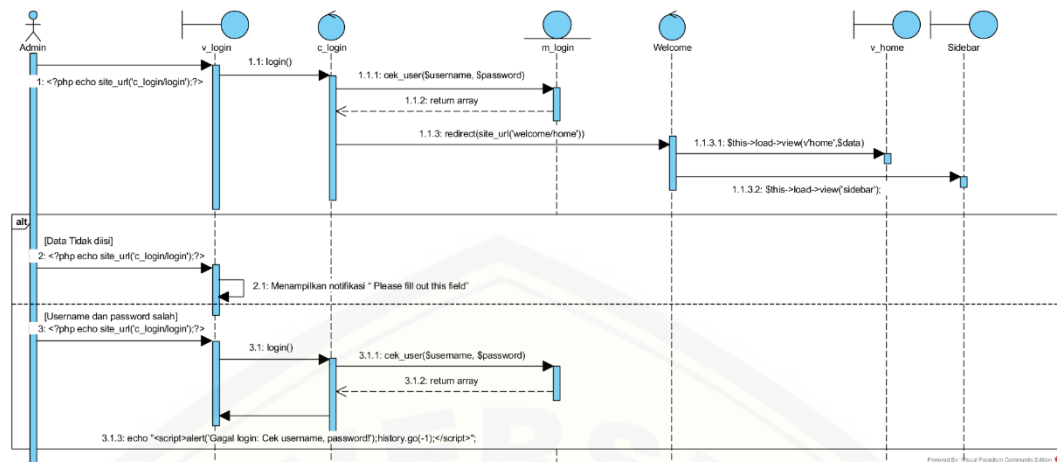 Admin
v_login
c_login
m_login
Welcome
v_home
Sidebar
1: <?php echo site_url('c_login/login');?>
1.1: login()
1.1.1: cek_user($username, $password)
1.1.2: return array
1.1.3: redirect(site_url('welcome/home'))
1.1.3.1: $this->load->view(v'home',$data)
1.1.3.2: $this->load->view('sidebar');
alt
[Data Tidak diisi]
2: <?php echo site_url('c_login/login');?>
2.1: Menampilkan notifikasi “ Please fill out this field”
[Username dan password salah]
3: <?php echo site_url('c_login/login');?>
3.1: login()
3.1.1: cek_user($username, $password)
3.1.2: return array
3.1.3: echo "<script>alert('Gagal login: Cek username, password!');history.go(-1);</script>";
Powered By Visual Paradigm Community Edition